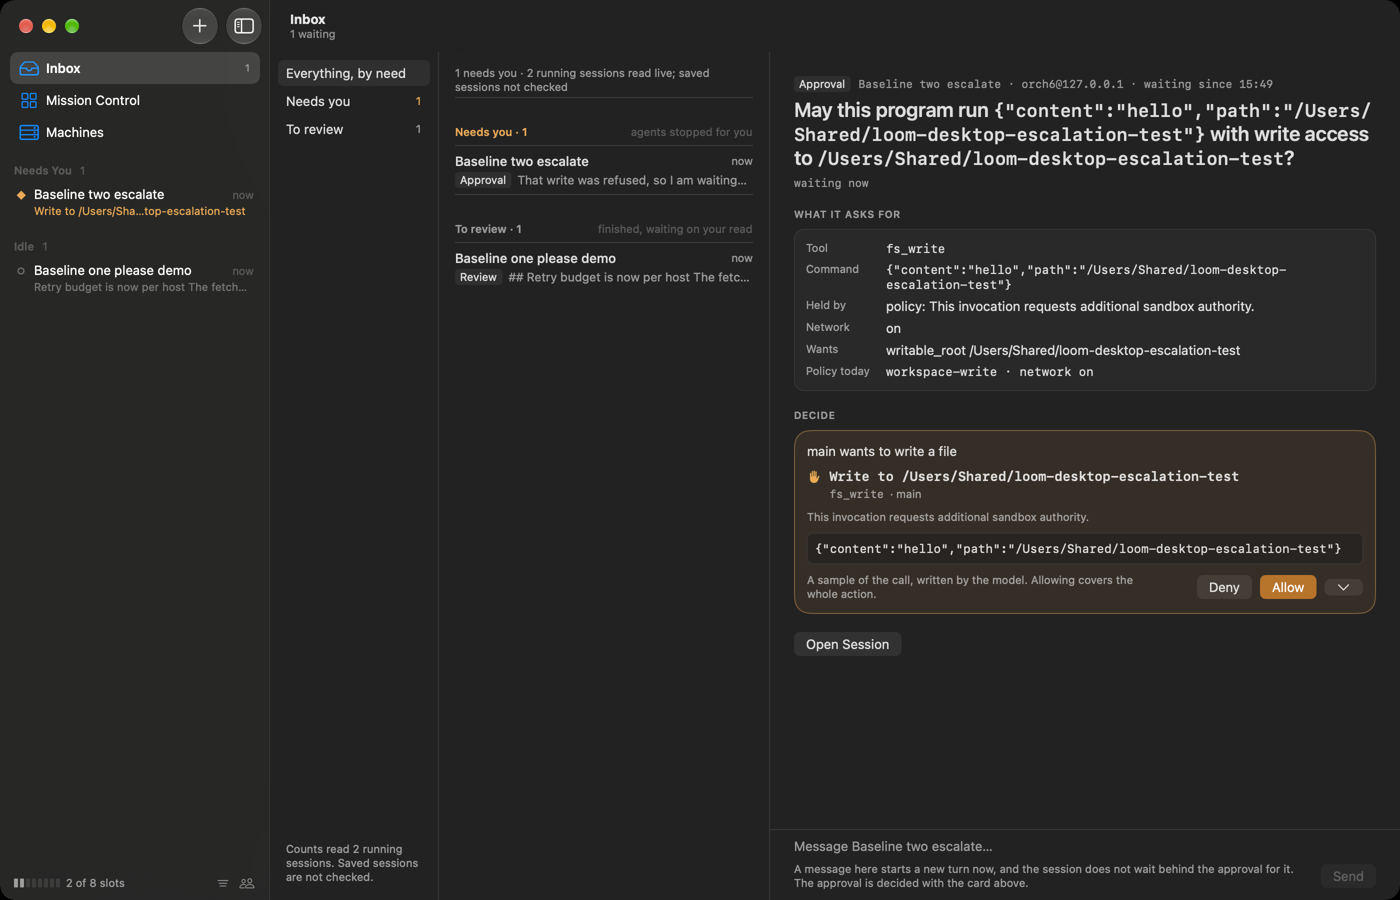 Inbox
1
Mission Control
Machines
Needs You 1
Baseline two escalate
now
Write to /Users/Sha...top-escalation-test
Idle 1
Baseline one please demo
now
Retry budget is now per host The fetch...
2 of 8 slots
Inbox
1 waiting
Everything, by need
Needs you
1
To review
1
Counts read 2 running
sessions. Saved sessions
are not checked.
1 needs you · 2 running sessions read live; saved
sessions not checked
Needs you · 1
agents stopped for you
Baseline two escalate
now
Approval
That write was refused, so I am waiting...
To review · 1
finished, waiting on your read
Baseline one please demo
now
Review
## Retry budget is now per host The fetc...
Approval
Baseline two escalate · orch6@127.0.0.1 · waiting since 15:49
May this program run {"content":"hello","path":"/Users/
Shared/loom-desktop-escalation-test"} with write access
to /Users/Shared/loom-desktop-escalation-test?
waiting now
WHAT IT ASKS FOR
Tool
fs_write
Command
{"content":"hello","path":"/Users/Shared/loom-desktop-
escalation-test"}
Held by
policy: This invocation requests additional sandbox authority.
Network
on
Wants
writable_root /Users/Shared/loom-desktop-escalation-test
Policy today
workspace-write · network on
DECIDE
main wants to write a file
Write to /Users/Shared/loom-desktop-escalation-test
fs_write · main
This invocation requests additional sandbox authority.
{"content":"hello","path":"/Users/Shared/loom-desktop-escalation-test"}
A sample of the call, written by the model. Allowing covers the
whole action.
Deny
Allow
Open Session
Message Baseline two escalate...
A message here starts a new turn now, and the session does not wait behind the approval for it.
The approval is decided with the card above.
Send